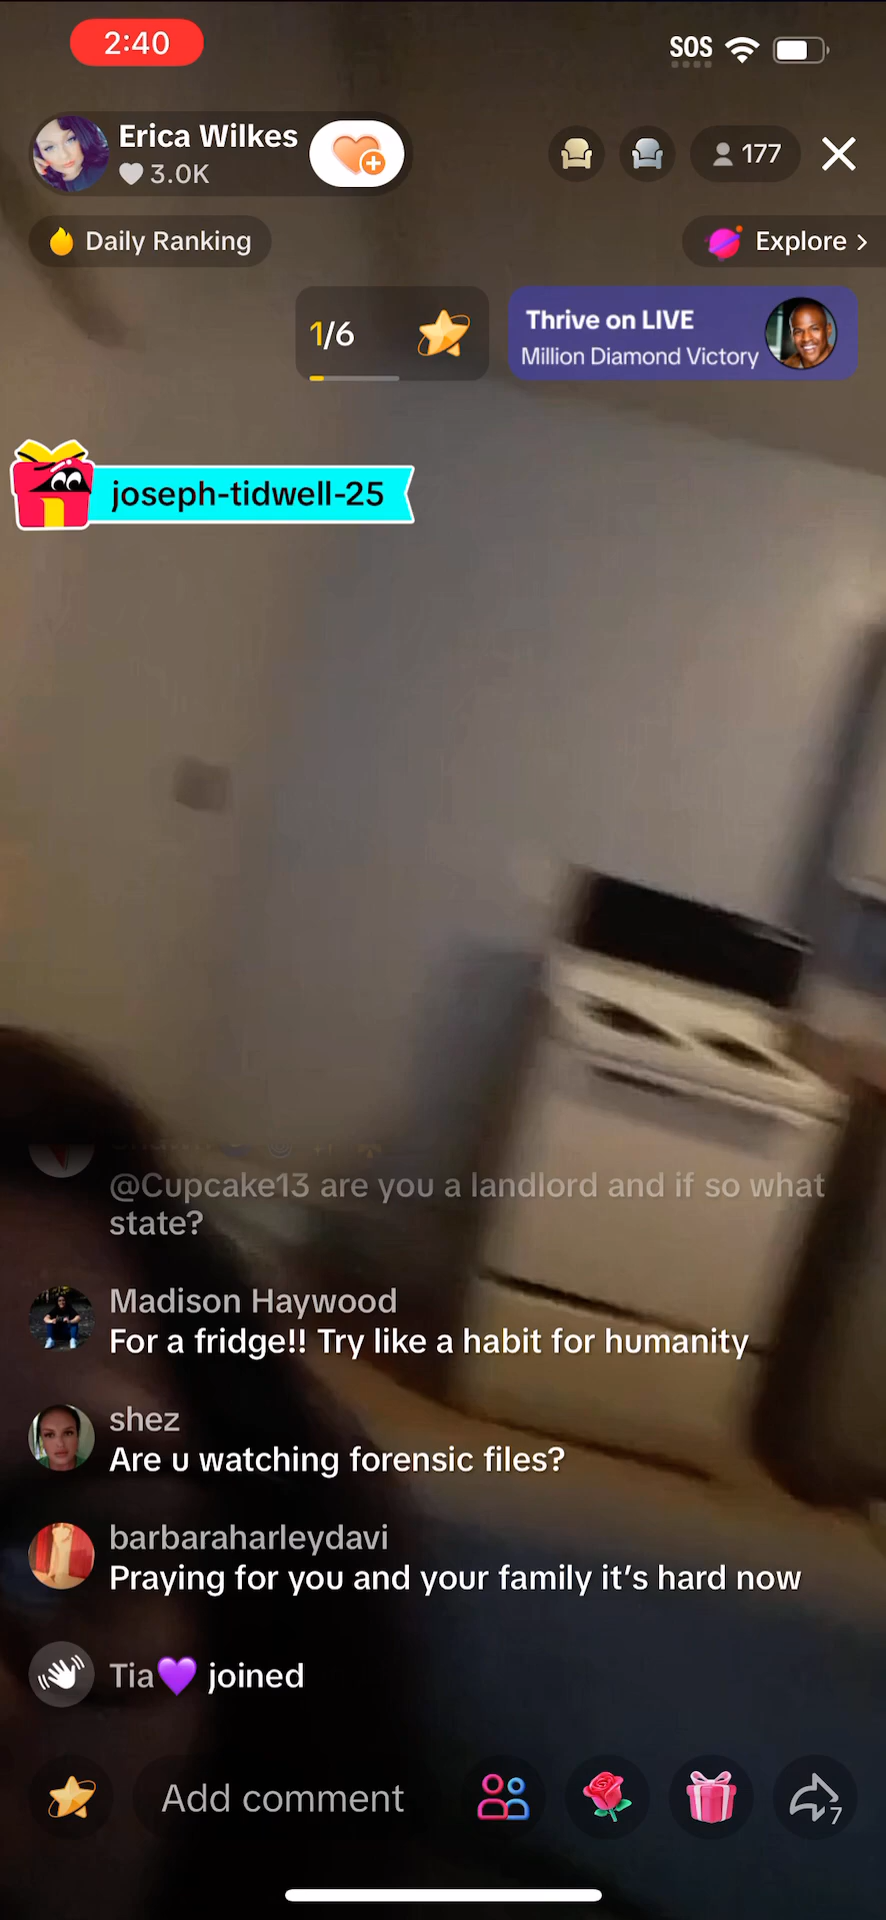 2:40
SOS
Erica Wilkes
3.0K
177
Daily Ranking
Explore >
1/6
Thrive on LIVE
Million Diamond Victory
joseph-tidwell-25
@Cupcake13 are you a landlord and if so what
state?
Madison Haywood
For a fridge!! Try like a habit for humanity
shez
Are u watching forensic files?
barbaraharleydavi
Praying for you and your family it's hard now
Tia💜 joined
Add comment
7